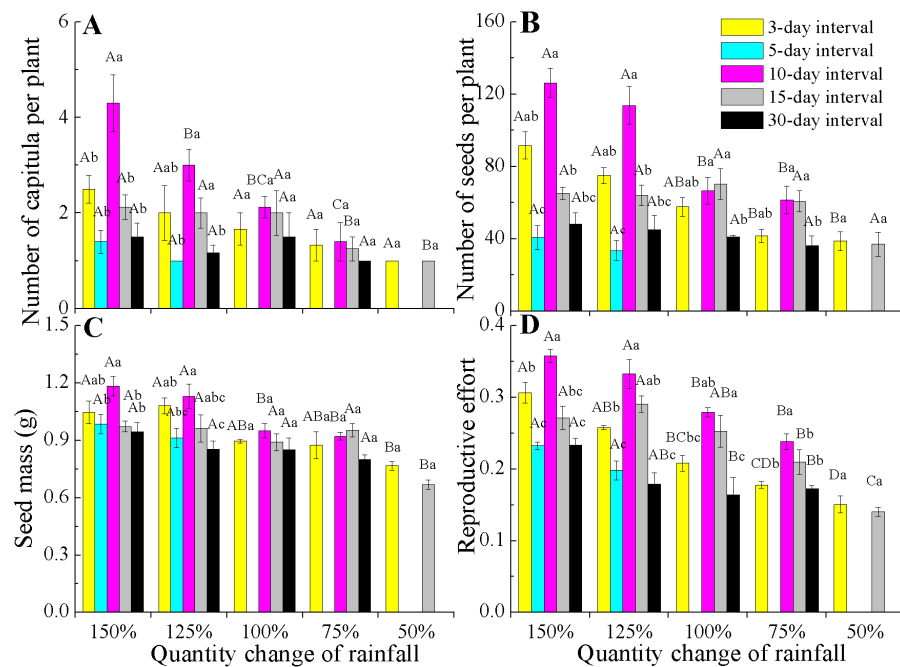 A
Number of capitula per plant
6
4
2
0
Ab
Ab
Aa
Ab
Ab
Aab
Ab
Ba
Aa
Ab
Aa
BCa
Aa
Aa
Aa
Ca
Ba
Aa
Aa
Ba
B
Number of seeds per plant
160
120
80
40
0
3-day interval
5-day interval
10-day interval
15-day interval
30-day interval
Aab
Ac
Aa
Ab
Abc
Aab
Ac
Aa
Ab
Abc
ABab
Ba
Aa
Ab
Bab
Ba
Aa
Ab
Ba
Aa
C
Seed mass (g)
1.5
1.2
0.9
0.6
0.3
0.0
Aab
Ab
Aa
Ab
Ab
Aab
Abc
Aa
Aabc
Ac
ABa
Ba
Aa
Aa
ABa
Ba
Aa
Aa
Ba
Ba
150% 125% 100% 75% 50%
Quantity change of rainfall
D
Reproductive effort
0.4
0.3
0.2
0.1
0.0
Ab
Ac
Aa
Abc
Ac
ABb
Ac
Aa
Aab
ABc
BCbc
Bab
ABa
Bc
CDb
Ba
Bb
Bb
Da
Ca
150% 125% 100% 75% 50%
Quantity change of rainfall